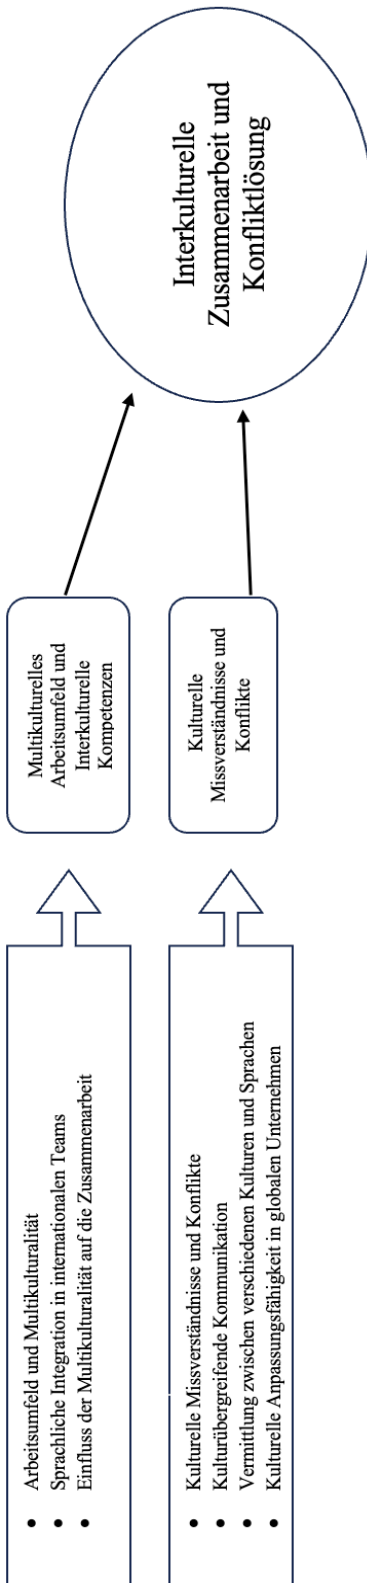 Arbeitsumfeld und Multikulturalität
Sprachliche Integration in internationalen Teams
Einfluss der Multikulturalität auf die Zusammenarbeit
Multikulturelles
Arbeitsumfeld und
Interkulturelle
Kompetenzen
Kulturelle Missverständnisse und Konflikte
Kulturübergreifende Kommunikation
Vermittlung zwischen verschiedenen Kulturen und Sprachen
Kulturelle Anpassungsfähigkeit in globalen Unternehmen
Kulturelle
Missverständnisse und
Konflikte
Interkulturelle
Zusammenarbeit und
Konfliktlösung